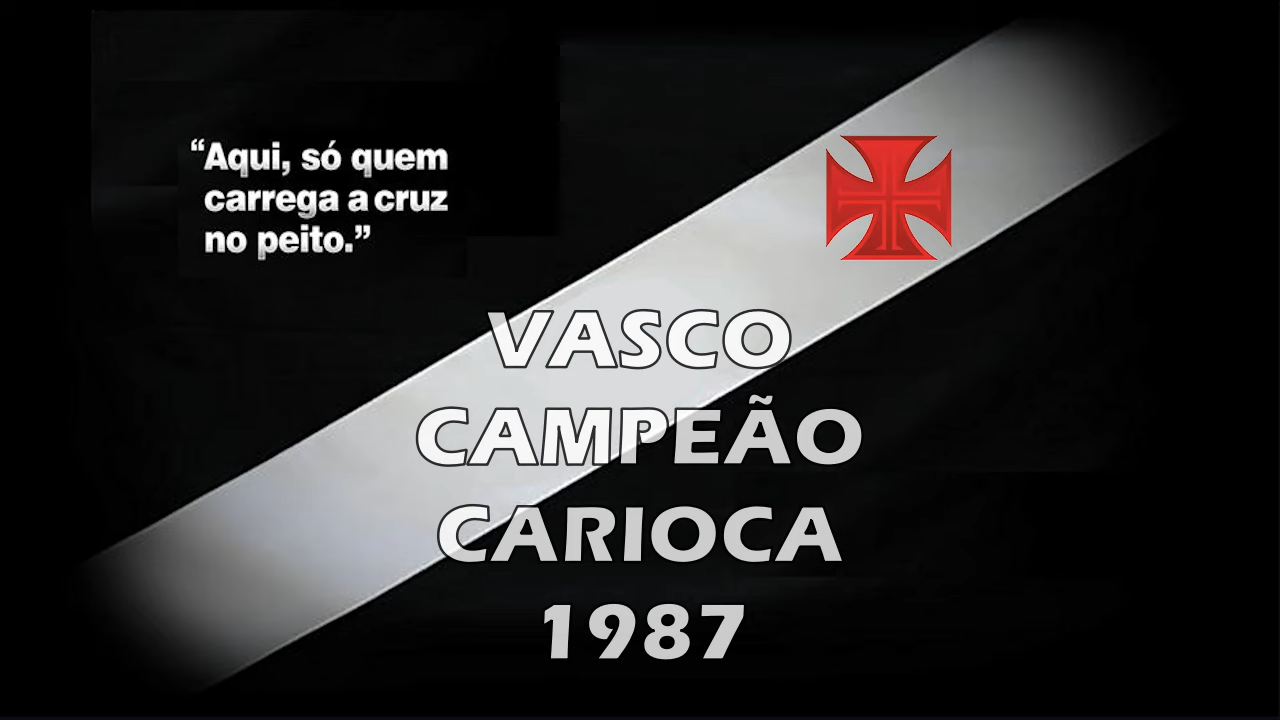 “Aqui, só quem
carrega a cruz
no peito.”
VASCO
CAMPEÃO
CARIOCA
1987